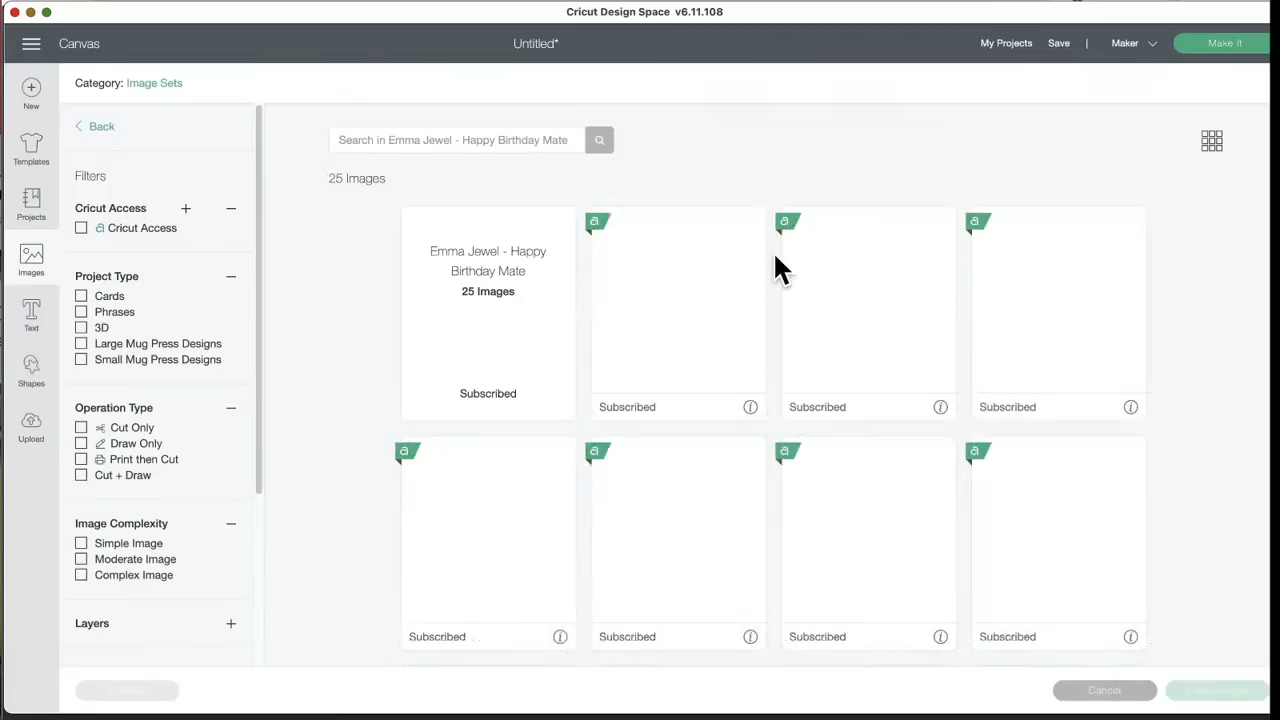 Cricut Design Space v6.11.108
Canvas
Untitled*
My Projects
Save
|
Maker
Make It
New
Templates
Projects
Images
Text
Shapes
Upload
Category: Image Sets
Back
Filters
Cricut Access + −
a Cricut Access
Project Type −
Cards
Phrases
3D
Large Mug Press Designs
Small Mug Press Designs
Operation Type −
Cut Only
Draw Only
Print then Cut
Cut + Draw
Image Complexity −
Simple Image
Moderate Image
Complex Image
Layers +
Search in Emma Jewel - Happy Birthday Mate
25 Images
Emma Jewel - Happy
Birthday Mate
25 Images
Subscribed
a
Subscribed i
a
Subscribed i
a
Subscribed i
a
Subscribed i
a
Subscribed i
a
Subscribed i
a
Subscribed i
Cancel